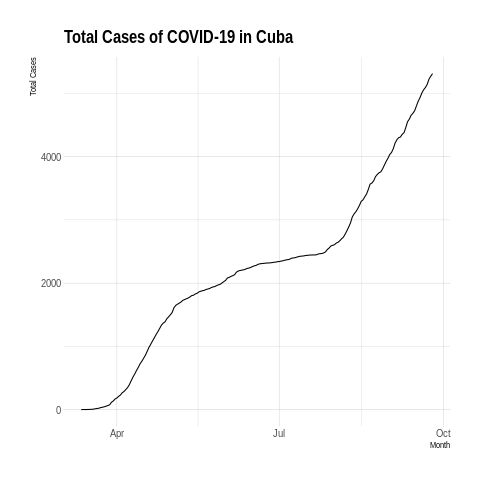 Total Cases of COVID-19 in Cuba
Total Cases
4000
2000
0
Apr
Jul
Oct
Month